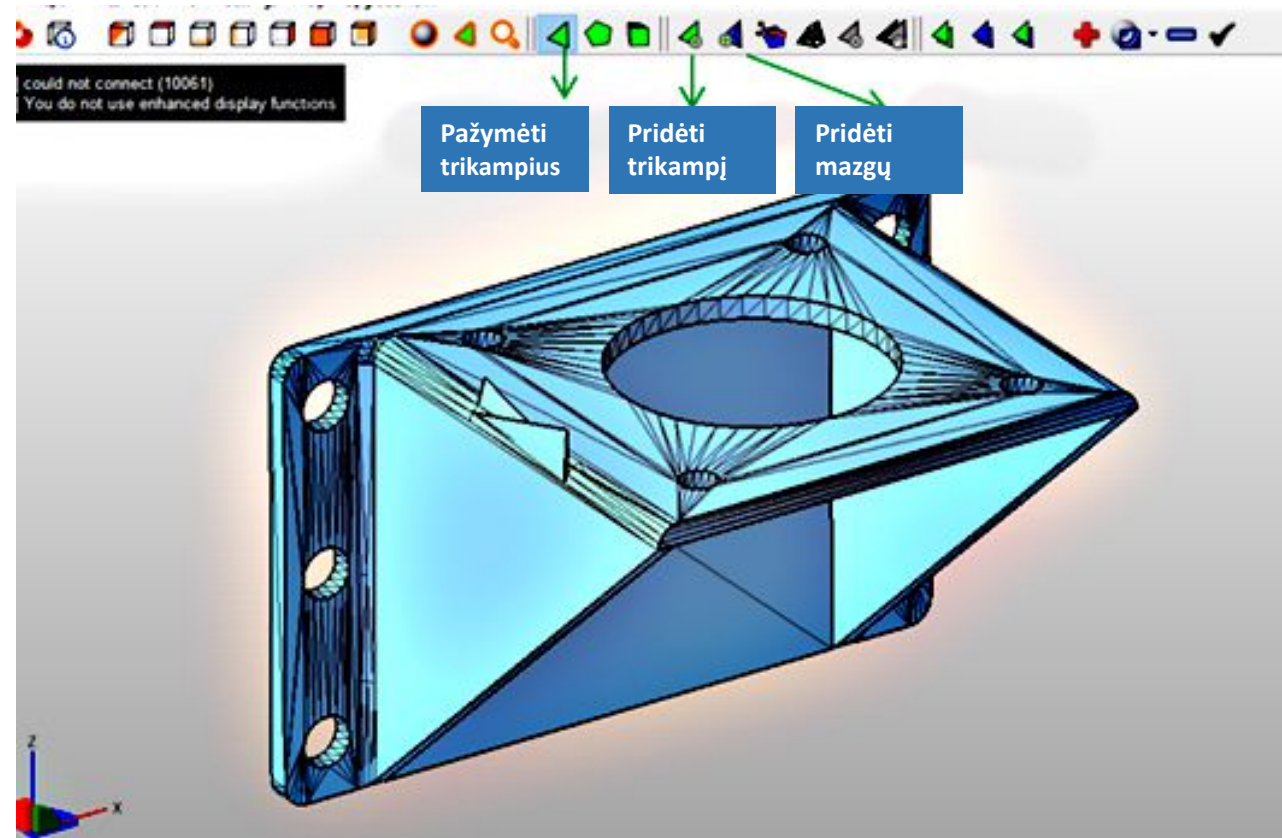 could not connect (10061)
You do not use enhanced display functions
Pažymėti
trikampius
Pridėti
trikampį
Pridėti
mazgų
z
x